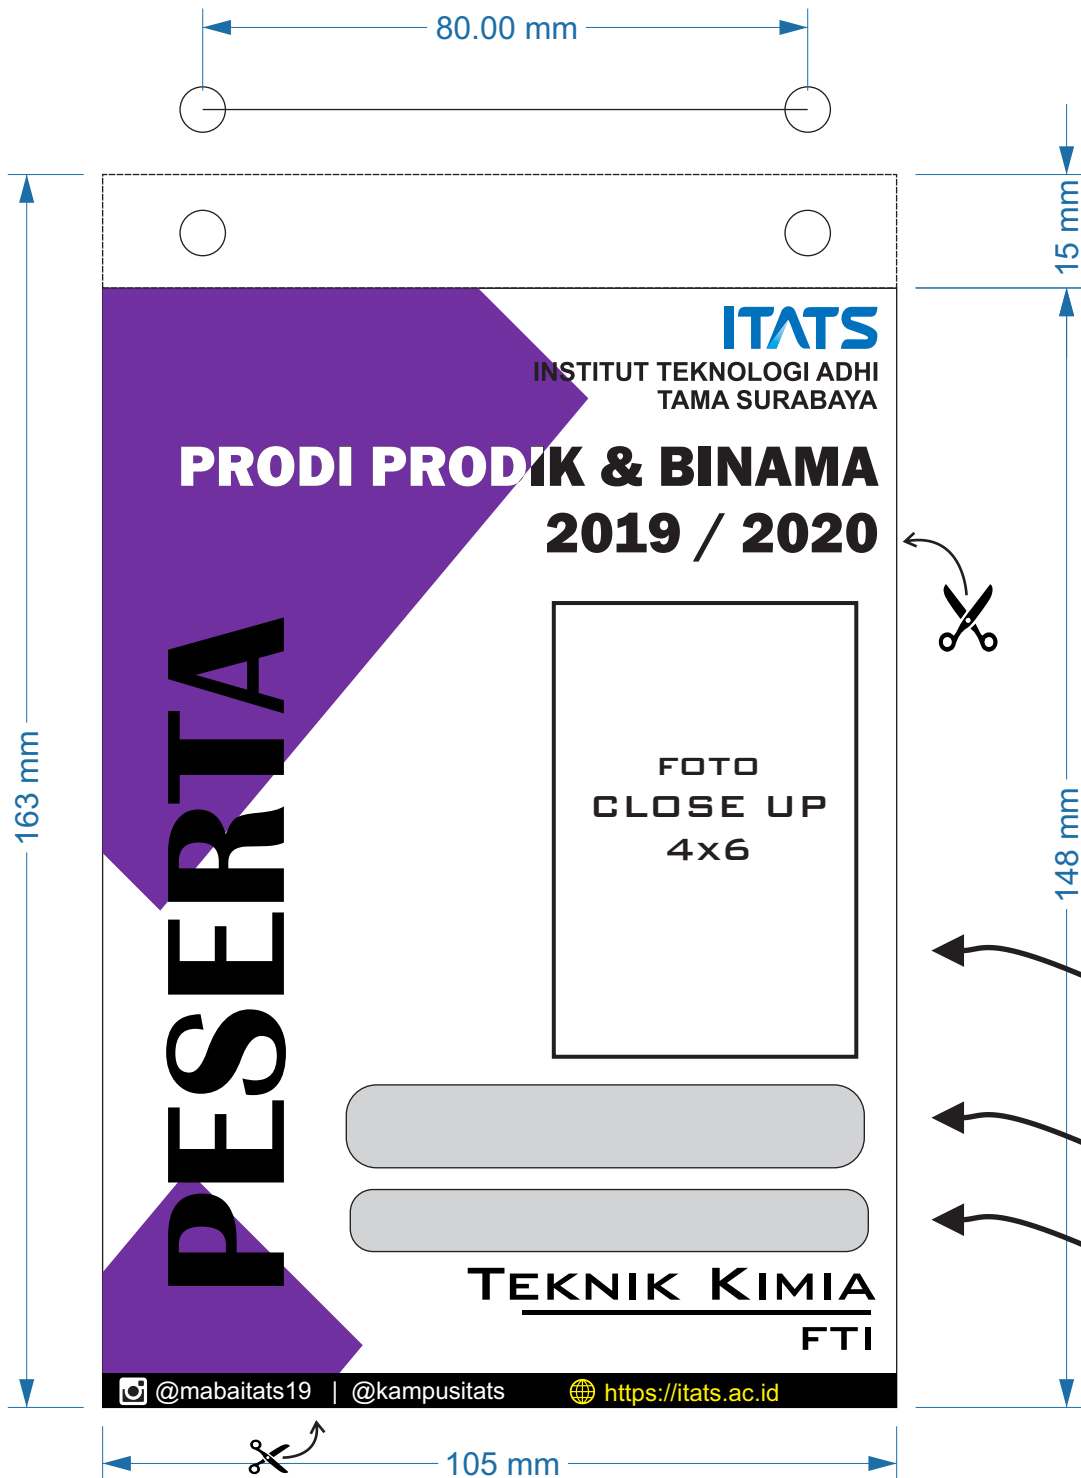 80.00 mm
15 mm
ITATS
INSTITUT TEKNOLOGI ADHI
TAMA SURABAYA
PRODI PRODIK & BINAMA
2019 / 2020
PESERTA
FOTO
CLOSE UP
4x6
163 mm
148 mm
TEKNIK KIMIA
FTI
@mabaitats19 | @kampusitats https://itats.ac.id
105 mm